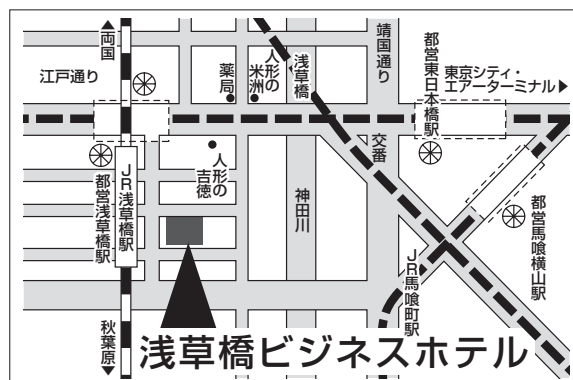 ▲両国
江戸通り
薬局
人形の米洲
浅草橋
靖国通り
都営東日本橋駅
東京シティ・
エアーターミナル▶
交番
人形の
吉徳
都営浅草橋駅
JR浅草橋駅
神田川
都営馬喰横山駅
JR馬喰町駅
秋葉原▼
浅草橋ビジネスホテル